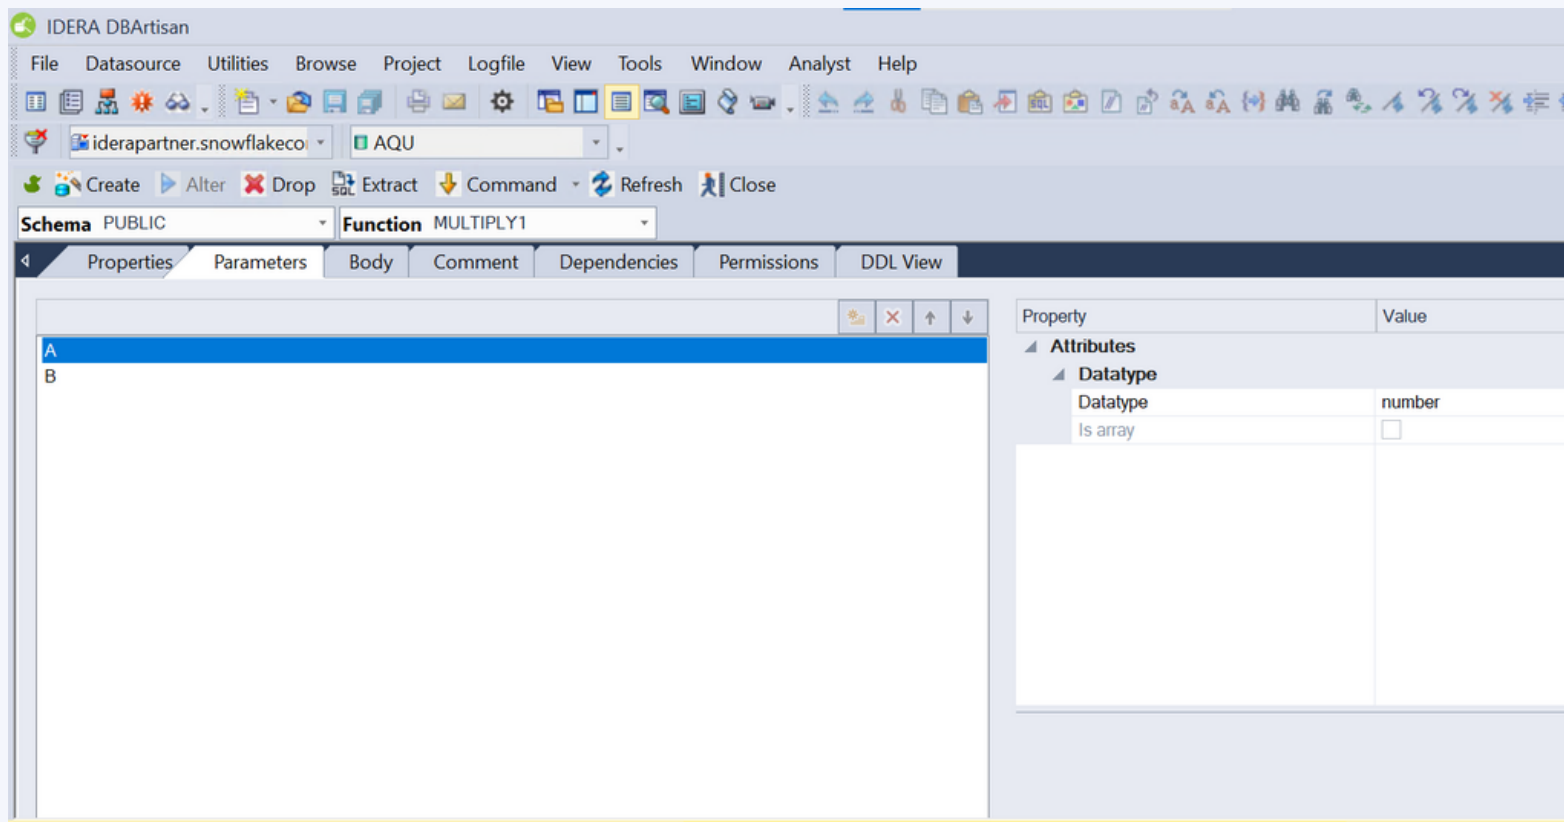 IDERA DBArtisan
File Datasource Utilities Browse Project Logfile View Tools Window Analyst Help
iderapartner.snowflakeco AQU
Create Alter Drop Extract Command Refresh Close
Schema PUBLIC Function MULTIPLY1
Properties Parameters Body Comment Dependencies Permissions DDL View
Property Value
A
B
Attributes
Datatype
Datatype number
Is array